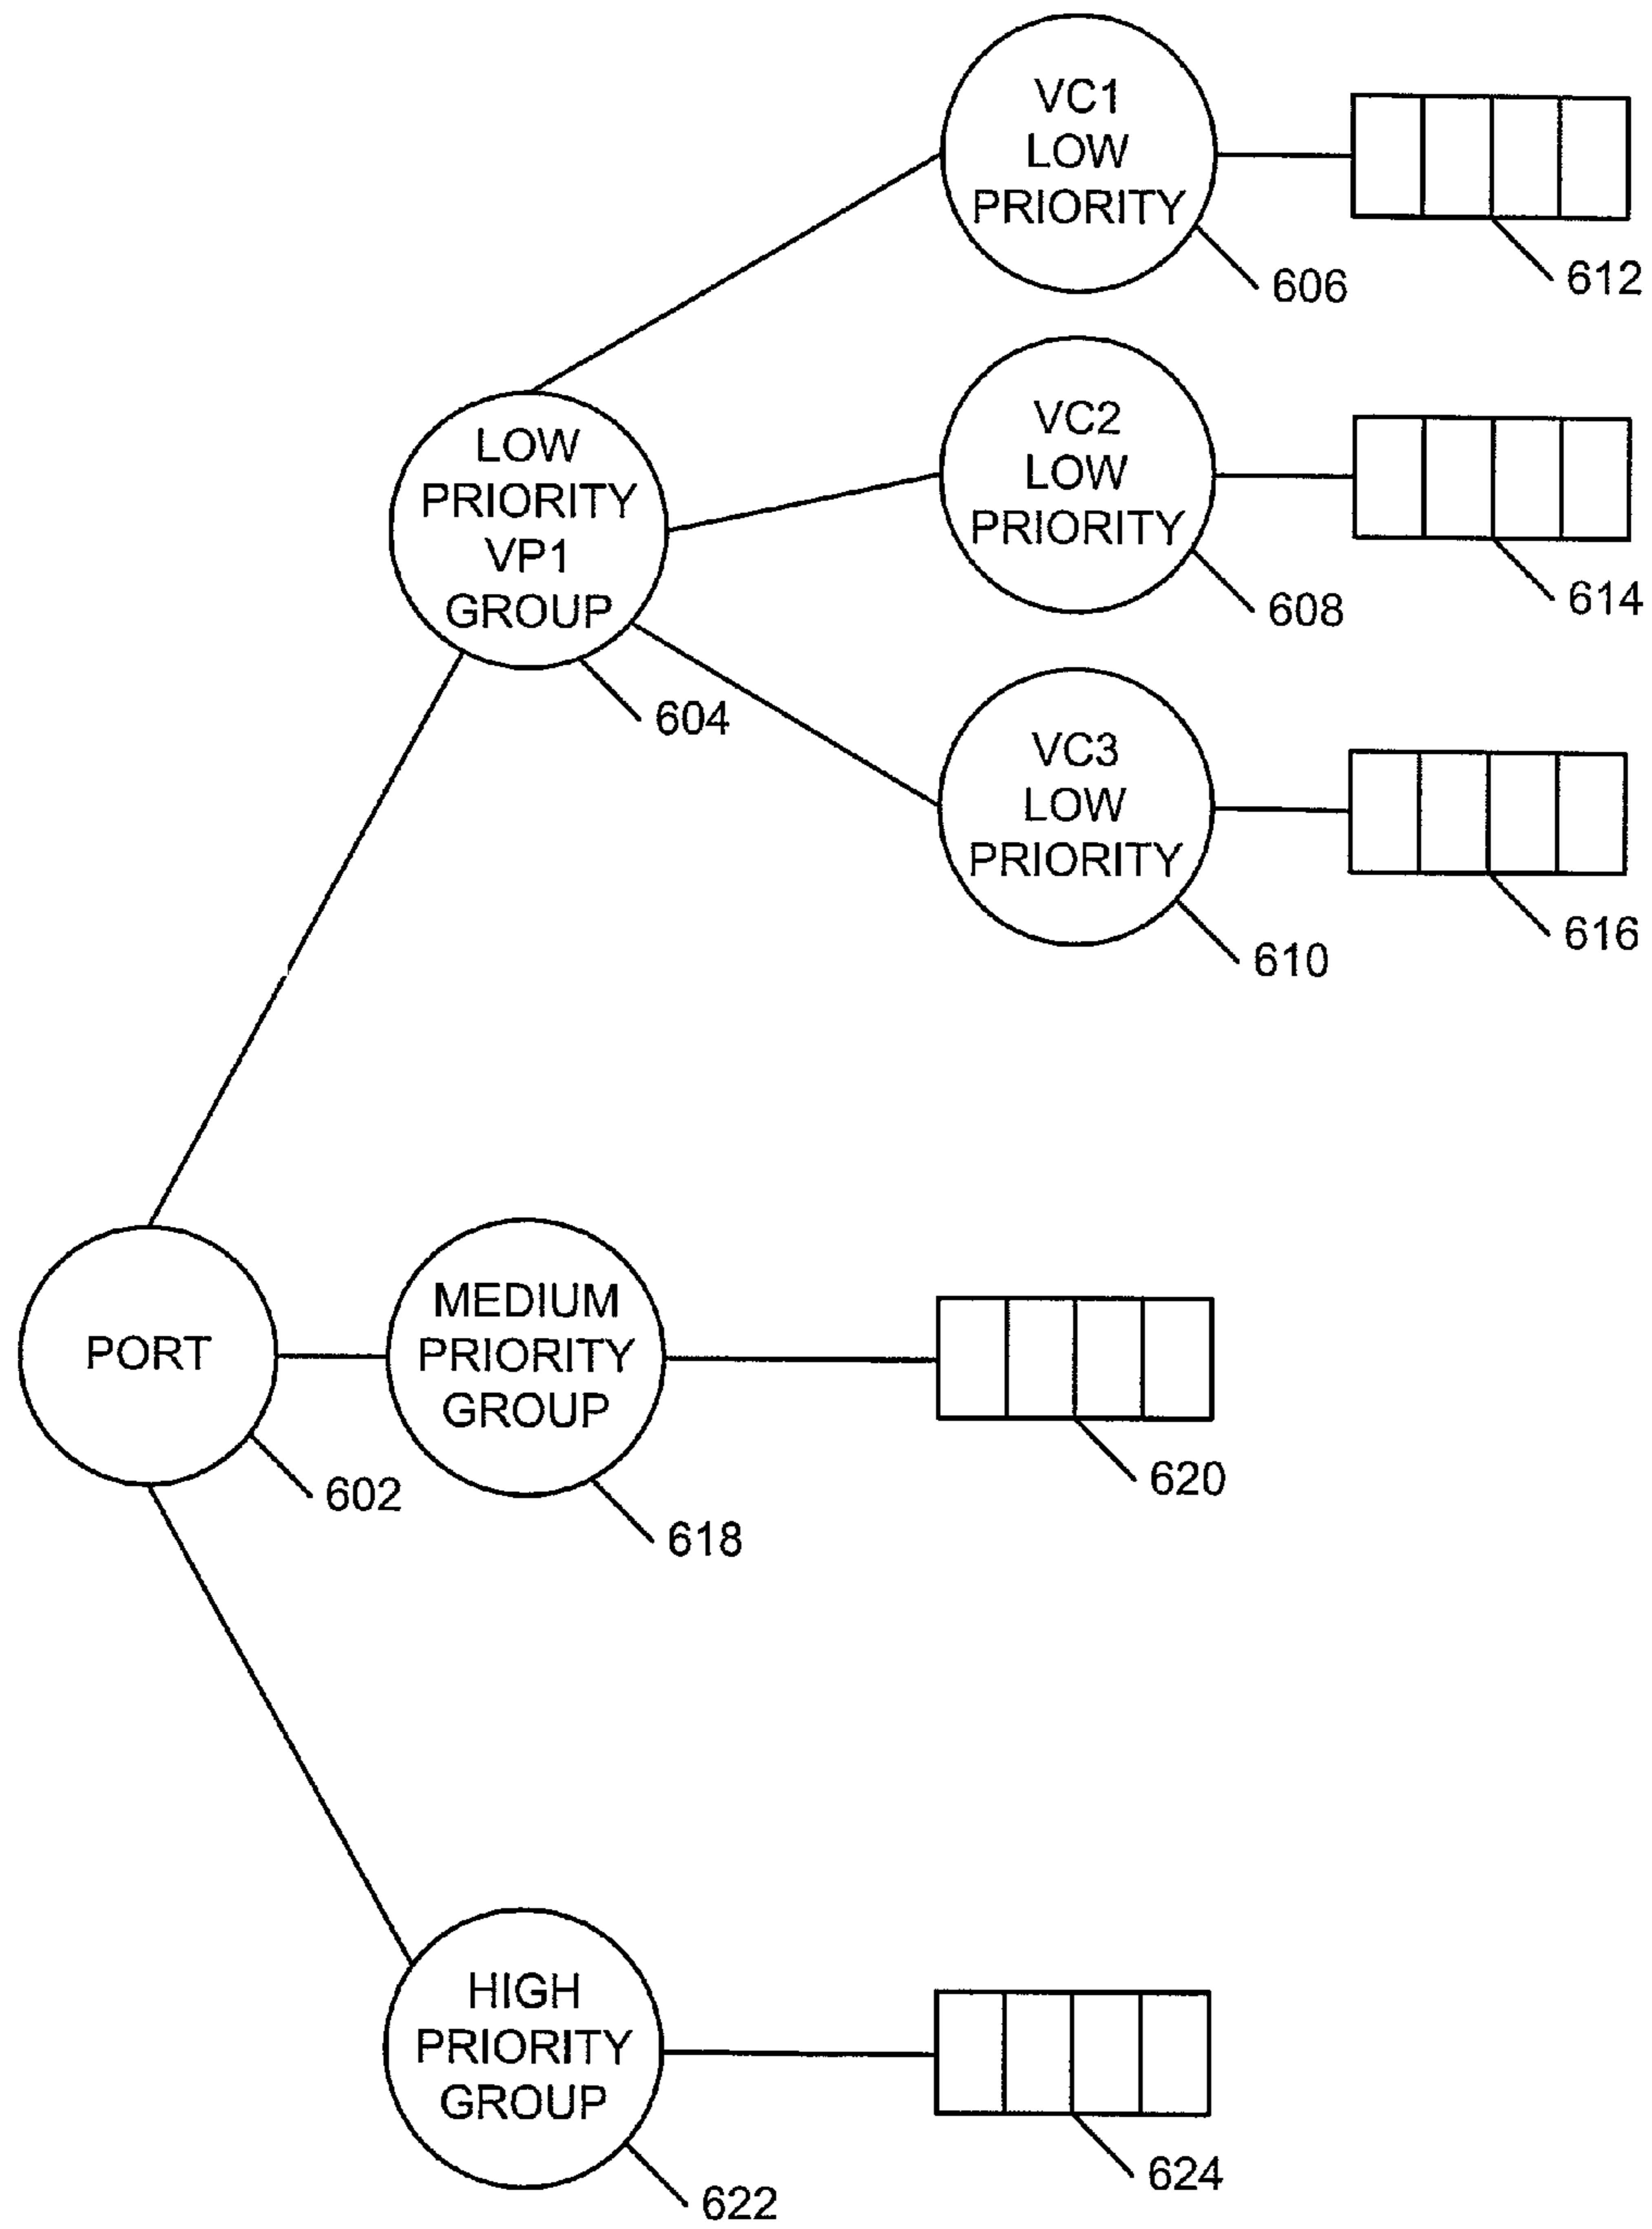 VC1
LOW
PRIORITY
606
612
VC2
LOW
PRIORITY
608
614
LOW
PRIORITY
VP1
GROUP
604
VC3
LOW
PRIORITY
610
616
PORT
602
MEDIUM
PRIORITY
GROUP
618
620
HIGH
PRIORITY
GROUP
622
624